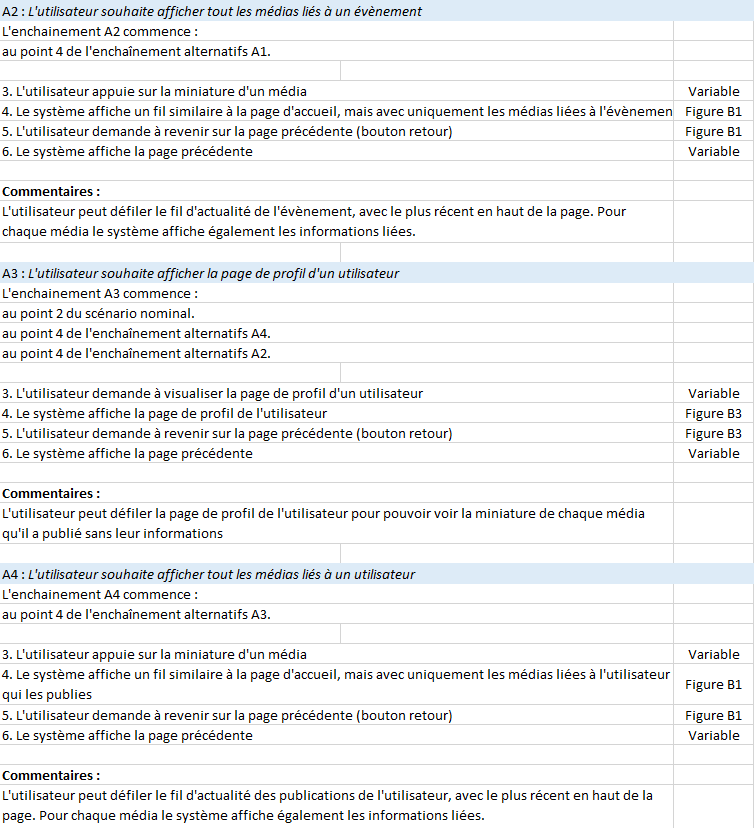 A2 : L'utilisateur souhaite afficher tout les médias liés à un évènement
L'enchainement A2 commence :
au point 4 de l'enchaînement alternatifs A1.
3. L'utilisateur appuie sur la miniature d'un média Variable
4. Le système affiche un fil similaire à la page d'accueil, mais avec uniquement les médias liées à l'évènemen Figure B1
5. L'utilisateur demande à revenir sur la page précédente (bouton retour) Figure B1
6. Le système affiche la page précédente Variable
Commentaires :
L'utilisateur peut défiler le fil d'actualité de l'évènement, avec le plus récent en haut de la page. Pour
chaque média le système affiche également les informations liées.
A3 : L'utilisateur souhaite afficher la page de profil d'un utilisateur
L'enchainement A3 commence :
au point 2 du scénario nominal.
au point 4 de l'enchaînement alternatifs A4.
au point 4 de l'enchaînement alternatifs A2.
3. L'utilisateur demande à visualiser la page de profil d'un utilisateur Variable
4. Le système affiche la page de profil de l'utilisateur Figure B3
5. L'utilisateur demande à revenir sur la page précédente (bouton retour) Figure B3
6. Le système affiche la page précédente Variable
Commentaires :
L'utilisateur peut défiler la page de profil de l'utilisateur pour pouvoir voir la miniature de chaque média
qu'il a publié sans leur informations
A4 : L'utilisateur souhaite afficher tout les médias liés à un utilisateur
L'enchainement A4 commence :
au point 4 de l'enchaînement alternatifs A3.
3. L'utilisateur appuie sur la miniature d'un média Variable
4. Le système affiche un fil similaire à la page d'accueil, mais avec uniquement les médias liées à l'utilisateur
qui les publies Figure B1
5. L'utilisateur demande à revenir sur la page précédente (bouton retour) Figure B1
6. Le système affiche la page précédente Variable
Commentaires :
L'utilisateur peut défiler le fil d'actualité des publications de l'utilisateur, avec le plus récent en haut de la
page. Pour chaque média le système affiche également les informations liées.